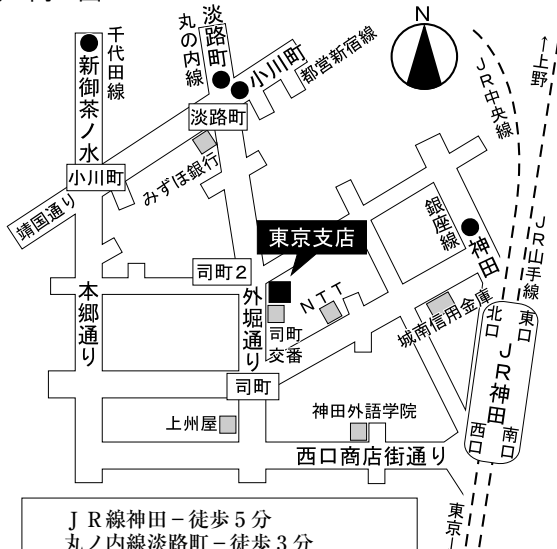 千代田線
新御茶ノ水
淡路町
丸の内線
小川町
都営新宿線
N
↑上野
JR中央線
JR山手線
淡路町
みずほ銀行
小川町
靖国通り
銀座線
神田
東京支店
司町2
外堀通り
本郷通り
NTT
司町
交番
城南信用金庫
北口
東口
JR神田
西口
南口
司町
上州屋
神田外語学院
西口商店街通り
東京↓
JR線神田−徒歩5分
丸ノ内線淡路町−徒歩3分